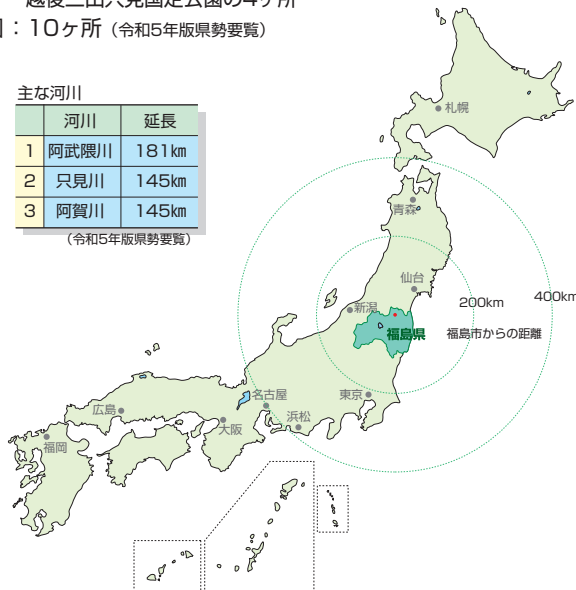 越後三山只見国定公園の4ヶ所
：10ヶ所（令和5年版県勢要覧）
主な河川
河川 延長
1 阿武隈川 181km
2 只見川 145km
3 阿賀川 145km
（令和5年版県勢要覧）
札幌
青森
仙台
新潟
200km
400km
福島県
福島市からの距離
名古屋
東京
広島
浜松
大阪
福岡